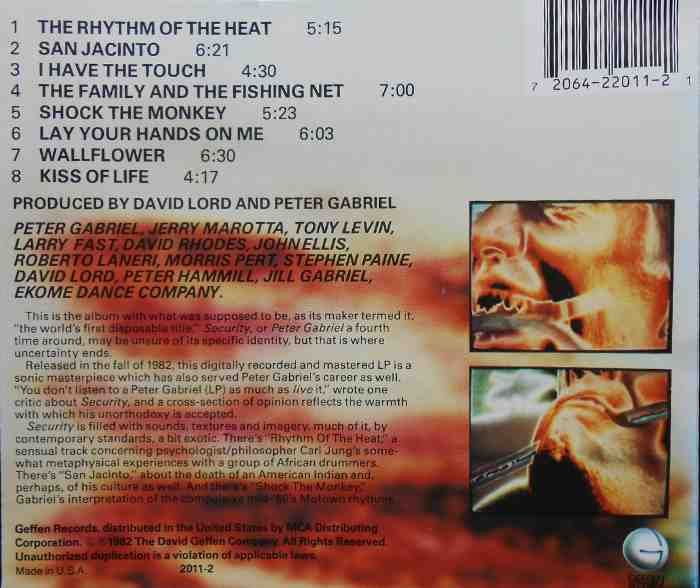 1 THE RHYTHM OF THE HEAT 5:15
2 SAN JACINTO 6:21
3 I HAVE THE TOUCH 4:30
4 THE FAMILY AND THE FISHING NET 7:00
5 SHOCK THE MONKEY 5:23
6 LAY YOUR HANDS ON ME 6:03
7 WALLFLOWER 6:30
8 KISS OF LIFE 4:17
7 2064-22011-2 1
PRODUCED BY DAVID LORD AND PETER GABRIEL
PETER GABRIEL, JERRY MAROTTA, TONY LEVIN,
LARRY FAST, DAVID RHODES, JOHN ELLIS,
ROBERTO LANERI, MORRIS PERT, STEPHEN PAINE,
DAVID LORD, PETER HAMMILL, JILL GABRIEL,
EKOME DANCE COMPANY.
This is the album with what was supposed to be, as its maker termed it,
"the world's first disposable title." Security, or Peter Gabriel a fourth
time around, may be unsure of its specific identity, but that is where
uncertainty ends.
Released in the fall of 1982, this digitally recorded and mastered LP is a
sonic masterpiece which has also served Peter Gabriel's career as well.
"You don't listen to a Peter Gabriel (LP) as much as live it," wrote one
critic about Security, and a cross-section of opinion reflects the warmth
with which his unorthodoxy is accepted.
Security is filled with sounds, textures and imagery, much of it, by
contemporary standards, a bit exotic. There's "Rhythm Of The Heat," a
sensual track concerning psychologist/philosopher Carl Jung's some-
what metaphysical experiences with a group of African drummers.
There's "San Jacinto," about the death of an American Indian and,
perhaps, of his culture as well. And there's "Shock The Monkey,"
Gabriel's interpretation of the compulsive mid-'60's Motown rhythms.
Geffen Records, distributed in the United States by MCA Distributing
Corporation. © ℗ 1982 The David Geffen Company. All Rights Reserved.
Unauthorized duplication is a violation of applicable laws.
Made in U.S.A. 2011-2
GEFFEN